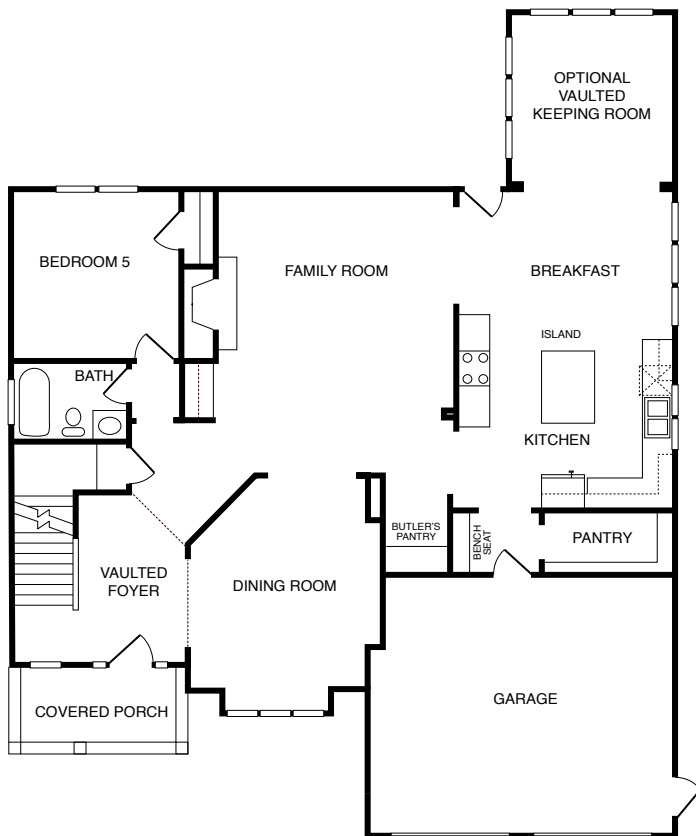 OPTIONAL
VAULTED
KEEPING ROOM
BEDROOM 5
FAMILY ROOM
BREAKFAST
ISLAND
BATH
KITCHEN
BUTLER'S
PANTRY
BENCH
SEAT
PANTRY
VAULTED
FOYER
DINING ROOM
GARAGE
COVERED PORCH